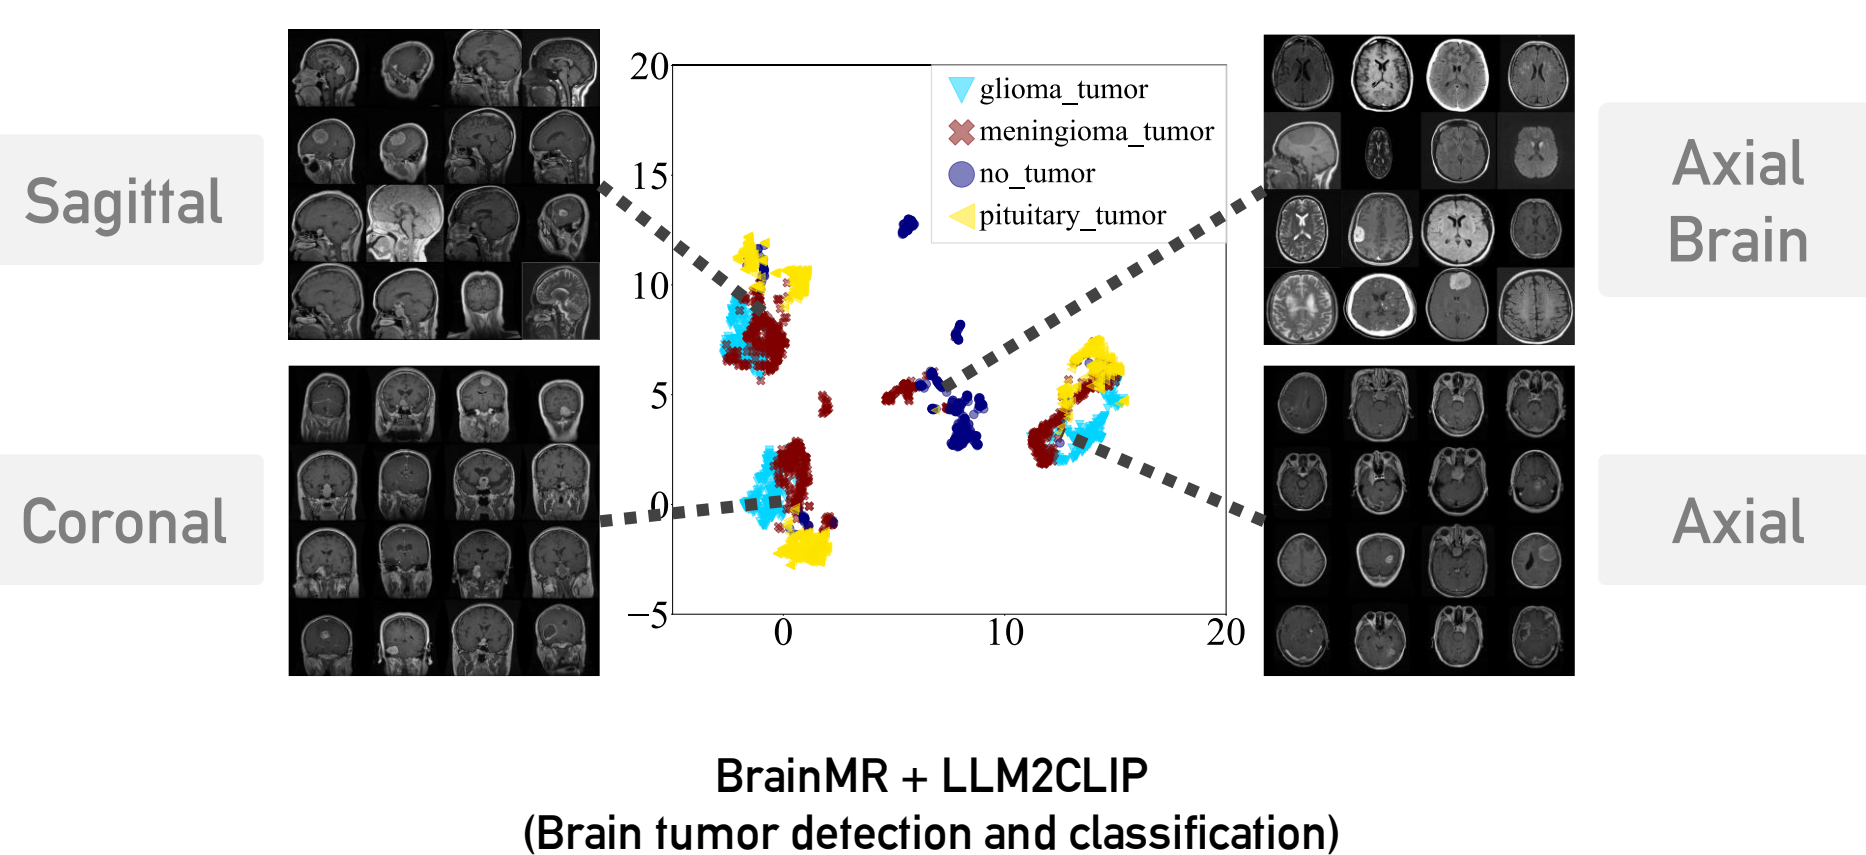 Sagittal
Coronal
20
15
10
5
0
−5
0
10
20
glioma_tumor
meningioma_tumor
no_tumor
pituitary_tumor
Axial
Brain
Axial
BrainMR + LLM2CLIP
(Brain tumor detection and classification)